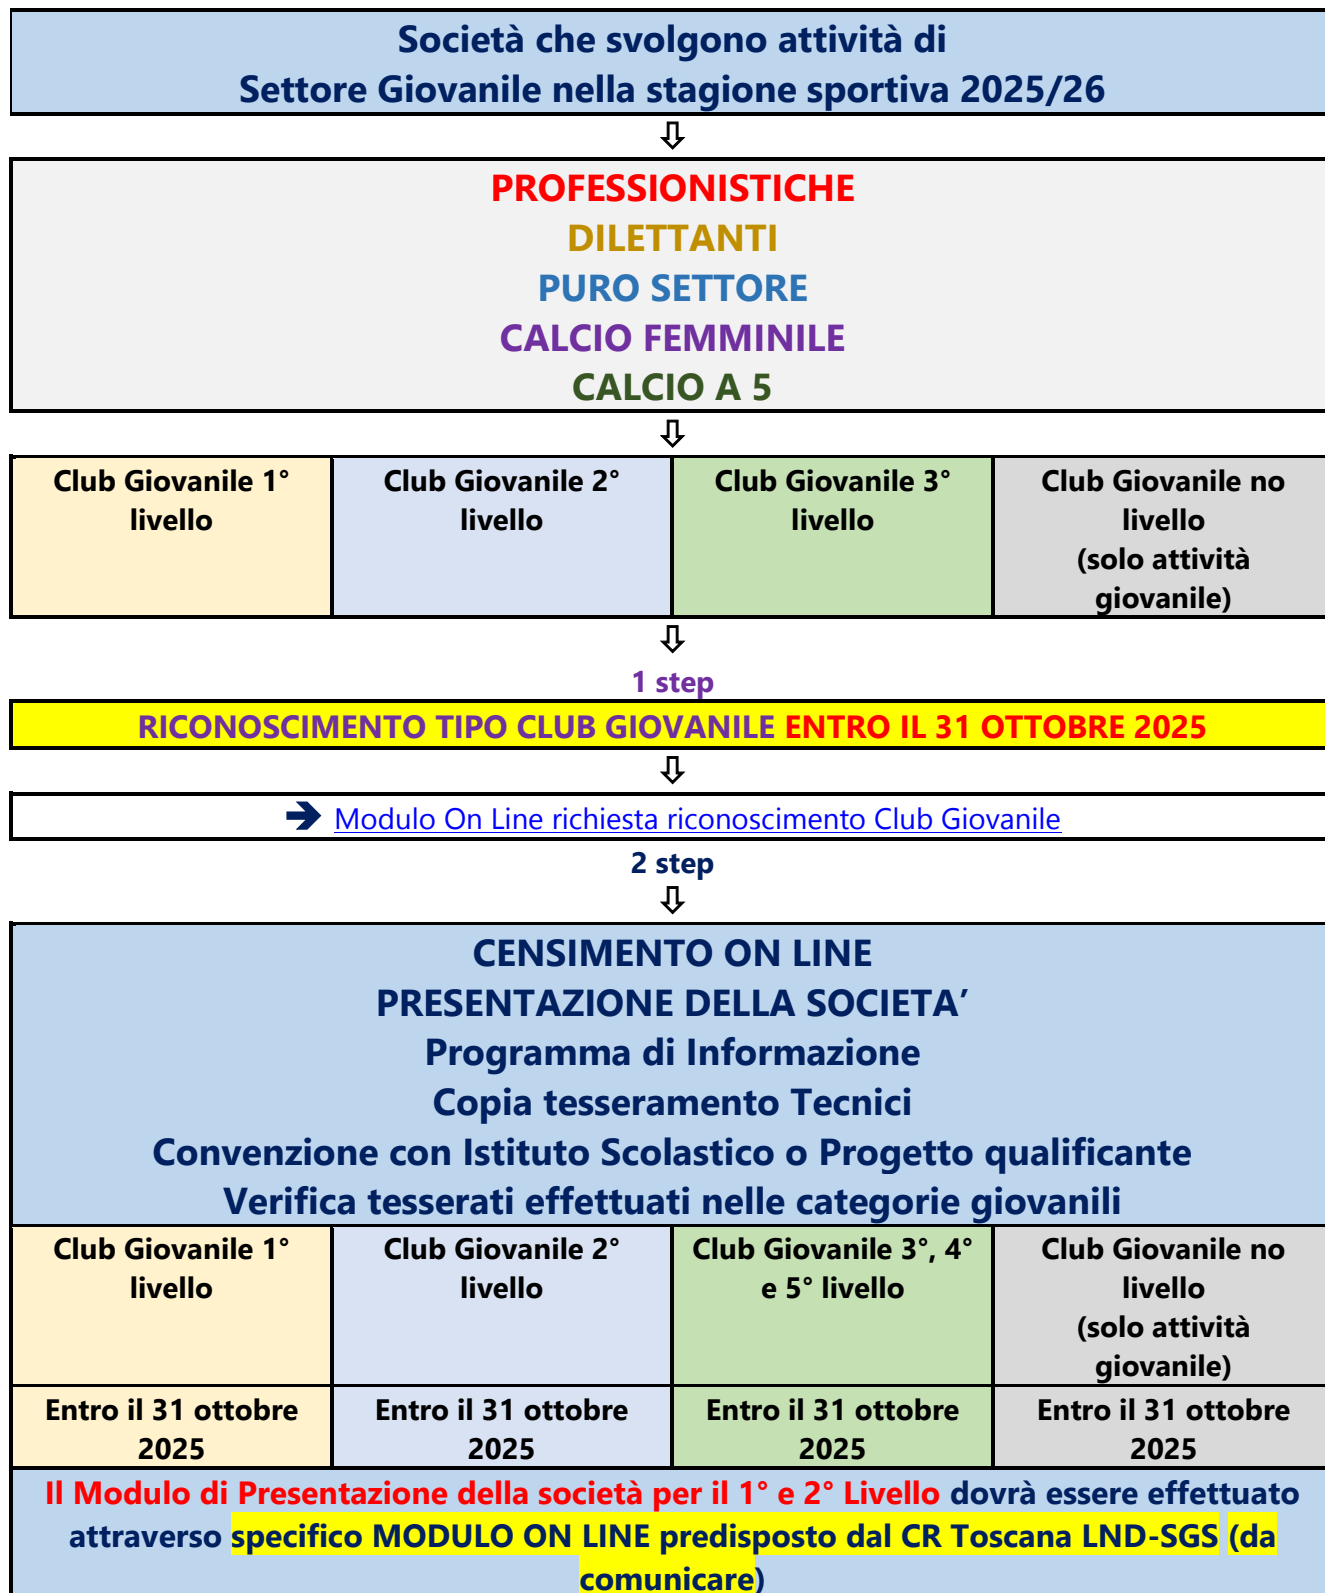 Società che svolgono attività di
Settore Giovanile nella stagione sportiva 2025/26
⇩
PROFESSIONISTICHE
DILETTANTI
PURO SETTORE
CALCIO FEMMINILE
CALCIO A 5
⇩
Club Giovanile 1°
livello
Club Giovanile 2°
livello
Club Giovanile 3°
livello
Club Giovanile no
livello
(solo attività
giovanile)
⇩
1 step
RICONOSCIMENTO TIPO CLUB GIOVANILE ENTRO IL 31 OTTOBRE 2025
⇩
➔ Modulo On Line richiesta riconoscimento Club Giovanile
2 step
⇩
CENSIMENTO ON LINE
PRESENTAZIONE DELLA SOCIETA’
Programma di Informazione
Copia tesseramento Tecnici
Convenzione con Istituto Scolastico o Progetto qualificante
Verifica tesserati effettuati nelle categorie giovanili
Club Giovanile 1°
livello
Club Giovanile 2°
livello
Club Giovanile 3°, 4°
e 5° livello
Club Giovanile no
livello
(solo attività
giovanile)
Entro il 31 ottobre
2025
Entro il 31 ottobre
2025
Entro il 31 ottobre
2025
Entro il 31 ottobre
2025
Il Modulo di Presentazione della società per il 1° e 2° Livello dovrà essere effettuato
attraverso specifico MODULO ON LINE predisposto dal CR Toscana LND-SGS (da
comunicare)